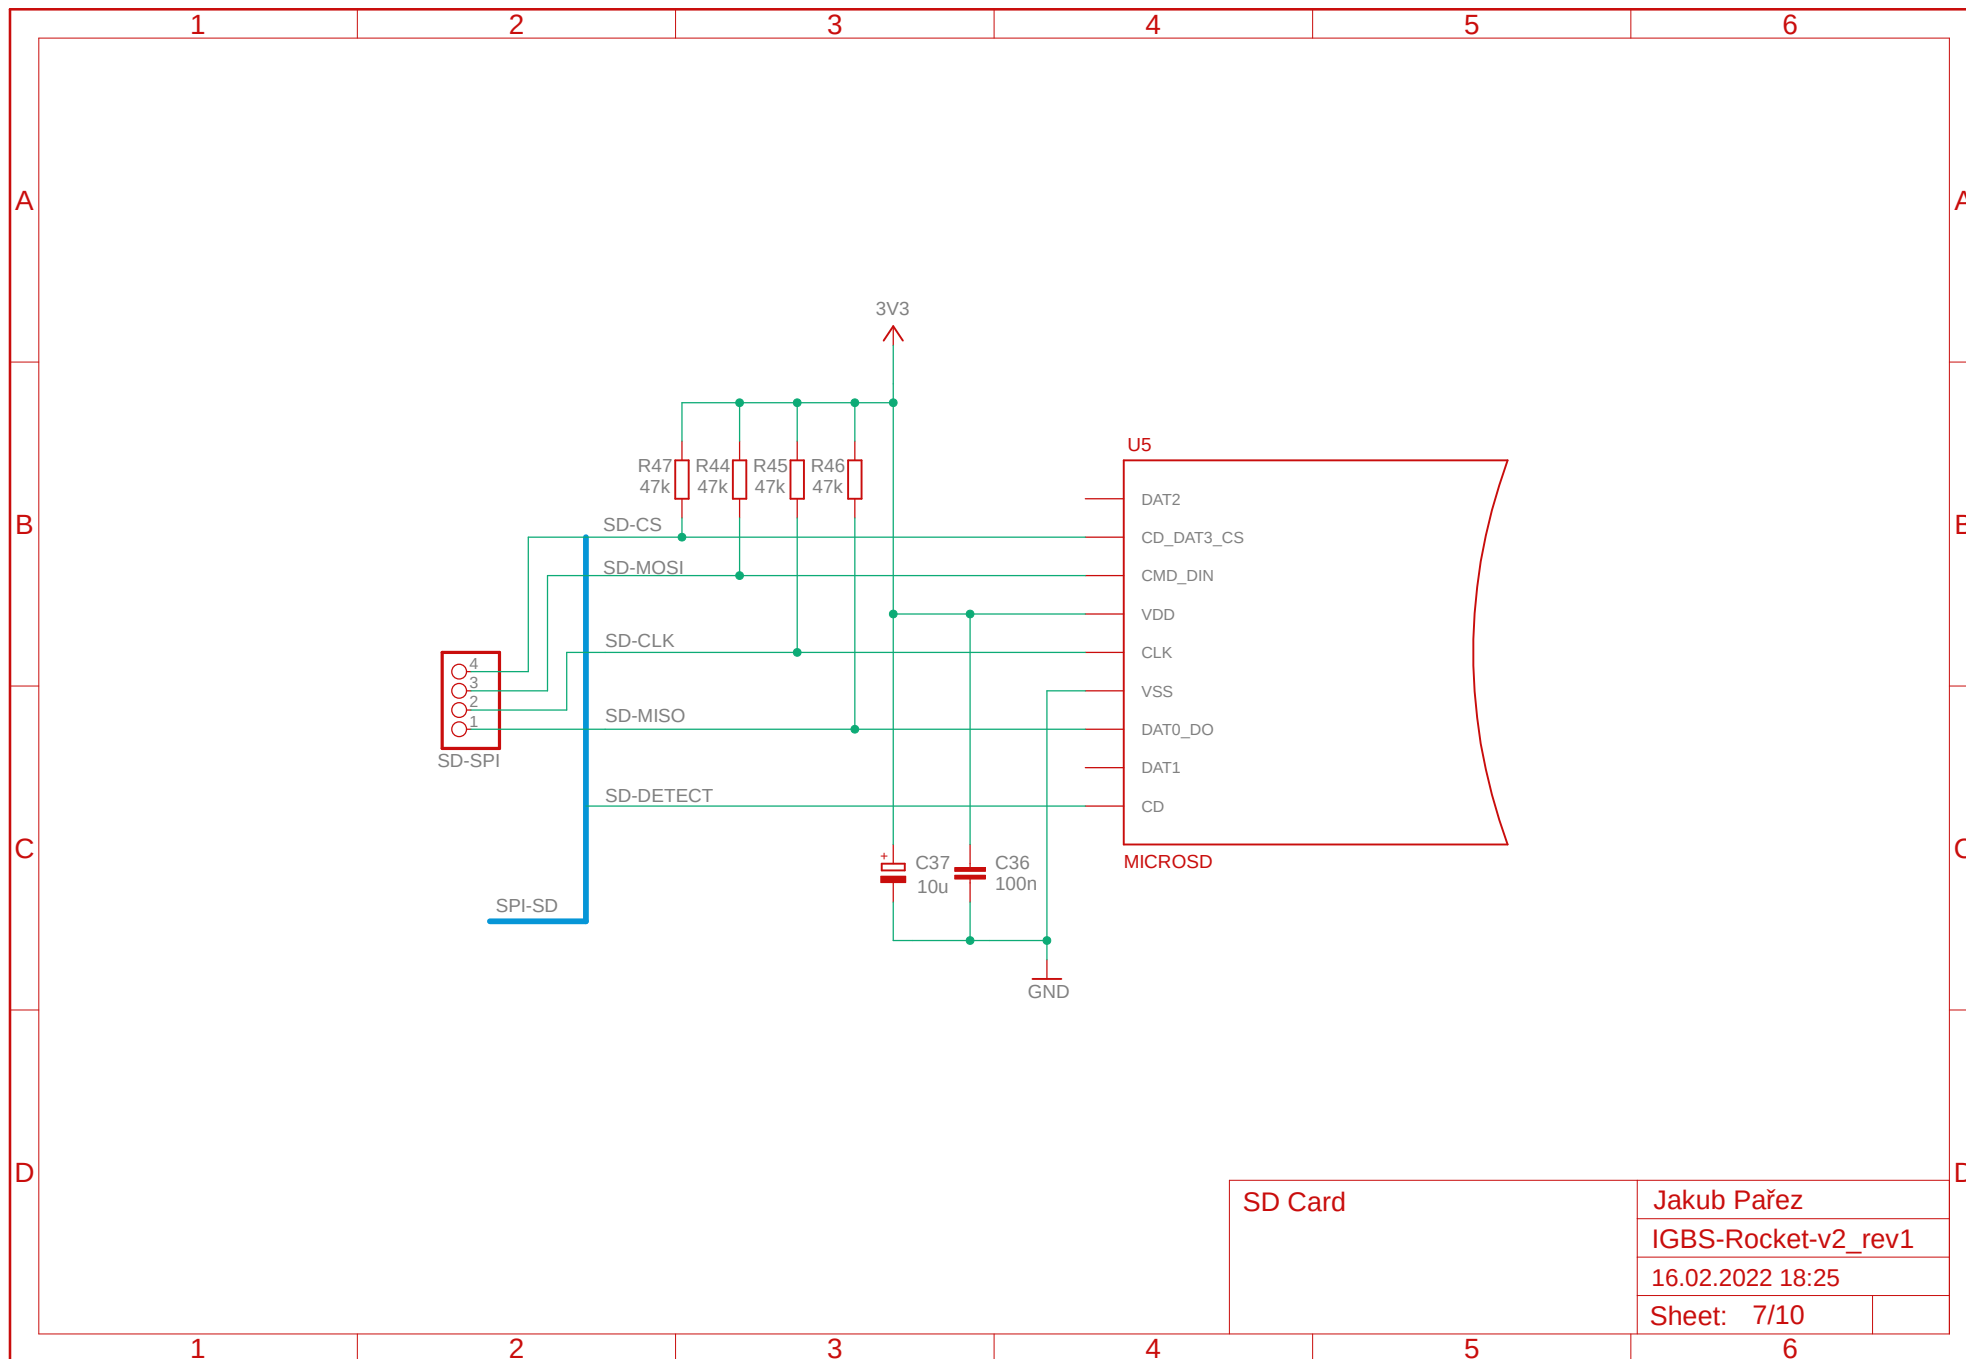 1 2 3 4 5 6
A A
3V3
U5
R47 R44 R45 R46
47k 47k 47k 47k
DAT2
B B
SD-CS
CD_DAT3_CS
SD-MOSI
CMD_DIN
VDD
SD-CLK
CLK
4
3
2
1
VSS
SD-MISO
DAT0_DO
SD-SPI
DAT1
SD-DETECT
CD
C C
+
C37 C36
10u 100n
MICROSD
SPI-SD
GND
D D
SD Card
Jakub Pařez
IGBS-Rocket-v2_rev1
16.02.2022 18:25
Sheet: 7/10
1 2 3 4 5 6